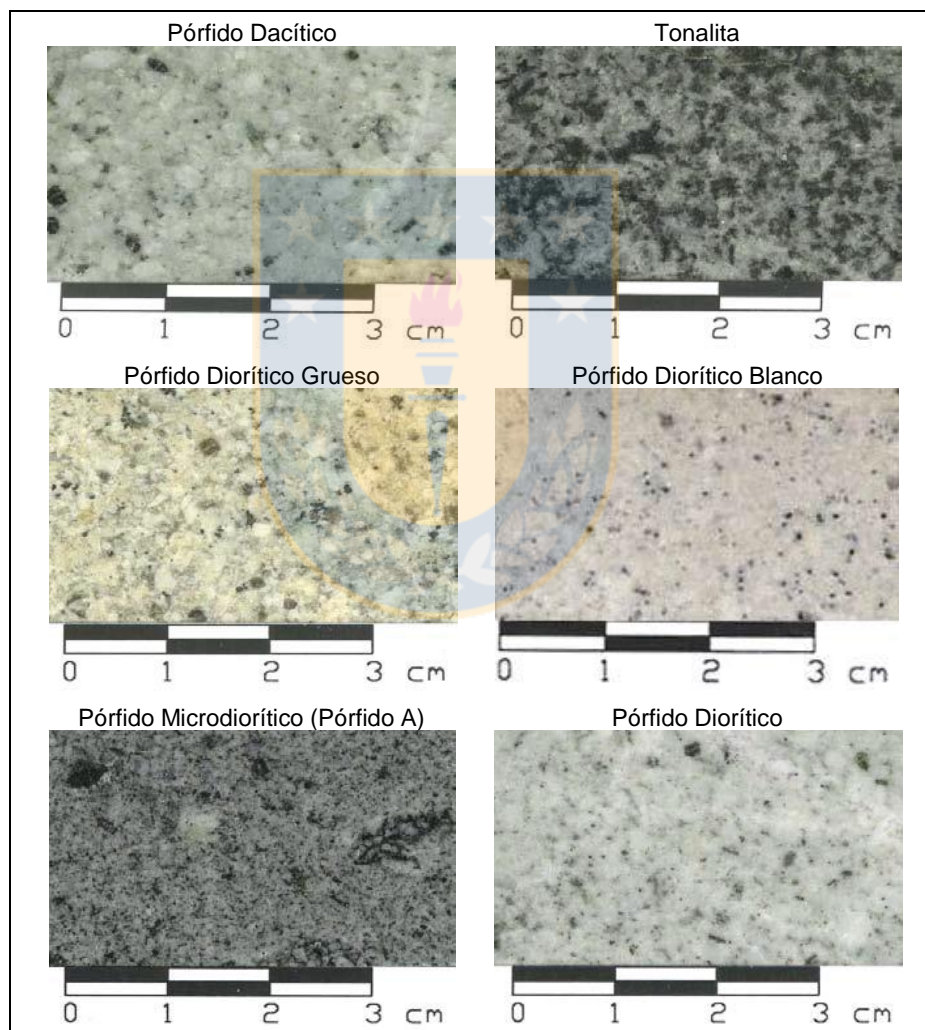 Pórfido Dacítico
Tonalita
0 1 2 3 cm
0 1 2 3 cm
Pórfido Diorítico Grueso
Pórfido Diorítico Blanco
0 1 2 3 cm
0 1 2 3 cm
Pórfido Microdiorítico (Pórfido A)
Pórfido Diorítico
0 1 2 3 cm
0 1 2 3 cm